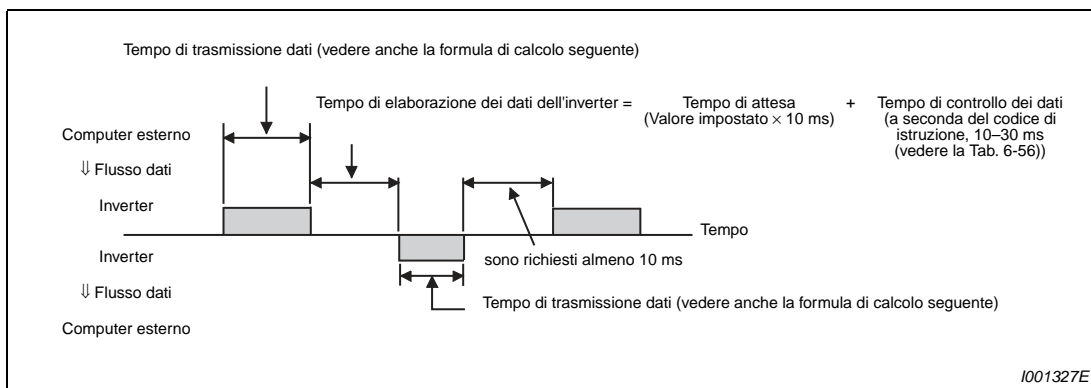 Tempo di trasmissione dati (vedere anche la formula di calcolo seguente)
Tempo di elaborazione dei dati dell'inverter =
Tempo di attesa
(Valore impostato × 10 ms)
+
Tempo di controllo dei dati
(a seconda del codice di
istruzione, 10–30 ms
(vedere la Tab. 6-56))
Computer esterno
⇓ Flusso dati
Inverter
Tempo
Inverter
⇓ Flusso dati
Computer esterno
sono richiesti almeno 10 ms
Tempo di trasmissione dati (vedere anche la formula di calcolo seguente)
I001327E